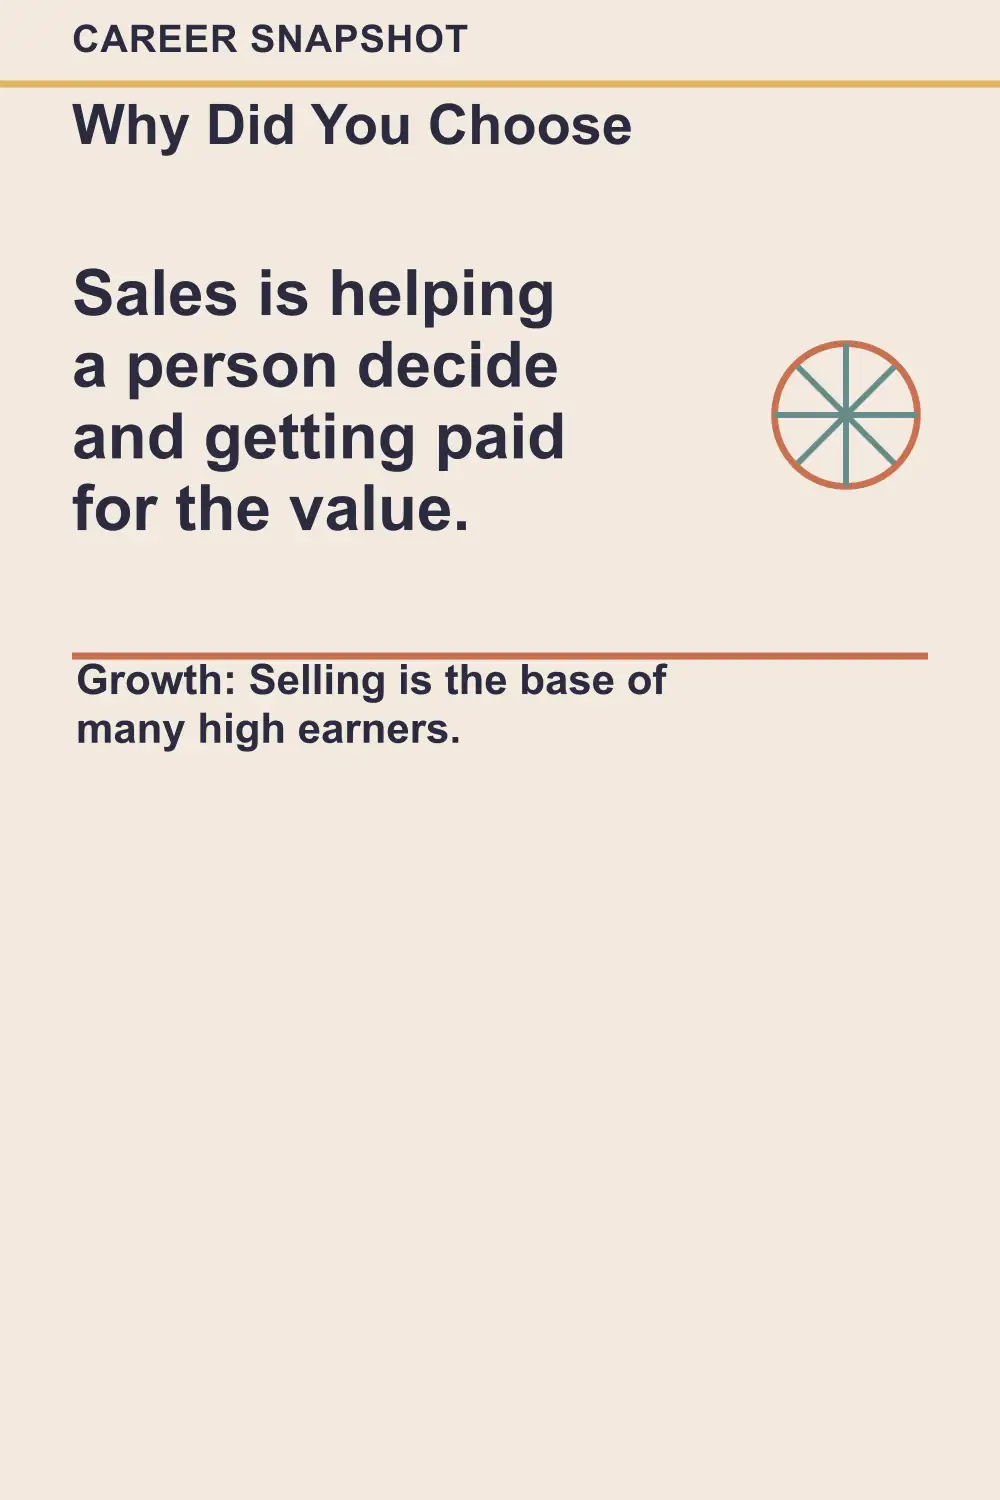 CAREER SNAPSHOT
Why Did You Choose
Sales is helping
a person decide
and getting paid
for the value.
Growth: Selling is the base of
many high earners.